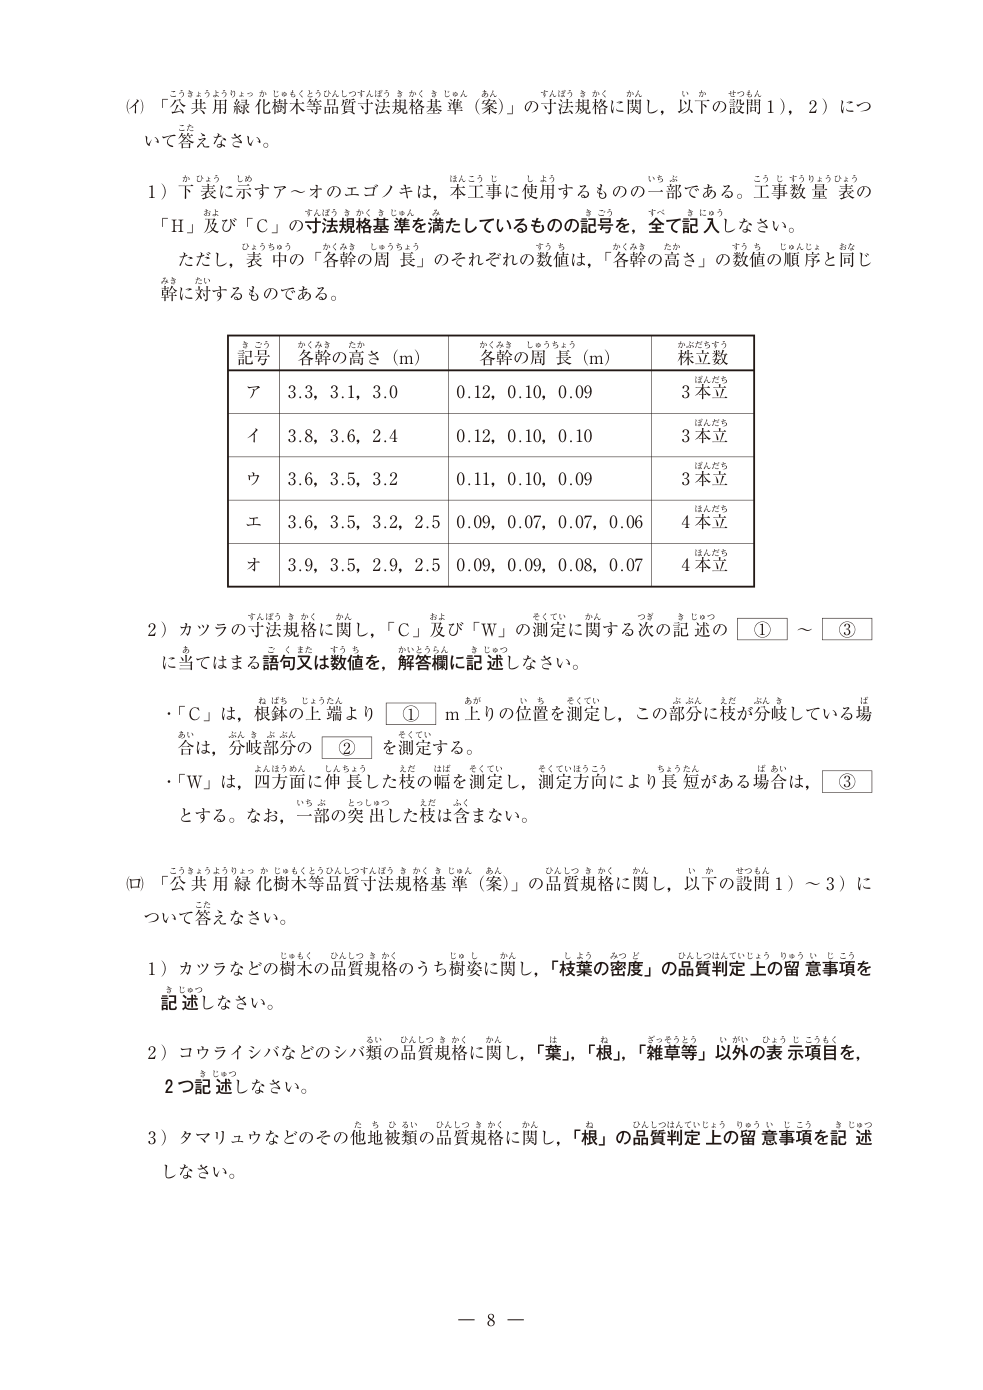 (イ) 「公共用緑化樹木等品質寸法規格基準（案）」の寸法規格に関し，以下の設問1），2）につ
いて答えなさい。
1）下表に示すア～オのエゴノキは，本工事に使用するものの一部である。工事数量表の
「H」及び「C」の寸法規格基準を満たしているものの記号を，全て記入しなさい。
ただし，表中の「各幹の周長」のそれぞれの数値は，「各幹の高さ」の数値の順序と同じ
幹に対するものである。
記号 各幹の高さ（m） 各幹の周長（m） 株立数
ア 3.3，3.1，3.0 0.12，0.10，0.09 3本立
イ 3.8，3.6，2.4 0.12，0.10，0.10 3本立
ウ 3.6，3.5，3.2 0.11，0.10，0.09 3本立
エ 3.6，3.5，3.2，2.5 0.09，0.07，0.07，0.06 4本立
オ 3.9，3.5，2.9，2.5 0.09，0.09，0.08，0.07 4本立
2）カツラの寸法規格に関し，「C」及び「W」の測定に関する次の記述の ① ～ ③
に当てはまる語句又は数値を，解答欄に記述しなさい。
・「C」は，根鉢の上端より ① m上りの位置を測定し，この部分に枝が分岐している場
合は，分岐部分の ② を測定する。
・「W」は，四方面に伸長した枝の幅を測定し，測定方向により長短がある場合は， ③
とする。なお，一部の突出した枝は含まない。
(ロ) 「公共用緑化樹木等品質寸法規格基準（案）」の品質規格に関し，以下の設問1）～3）に
ついて答えなさい。
1）カツラなどの樹木の品質規格のうち樹姿に関し，「枝葉の密度」の品質判定上の留意事項を
記述しなさい。
2）コウライシバなどのシバ類の品質規格に関し，「葉」，「根」，「雑草等」以外の表示項目を，
2つ記述しなさい。
3）タマリュウなどのその他地被類の品質規格に関し，「根」の品質判定上の留意事項を記述
しなさい。
— 8 —